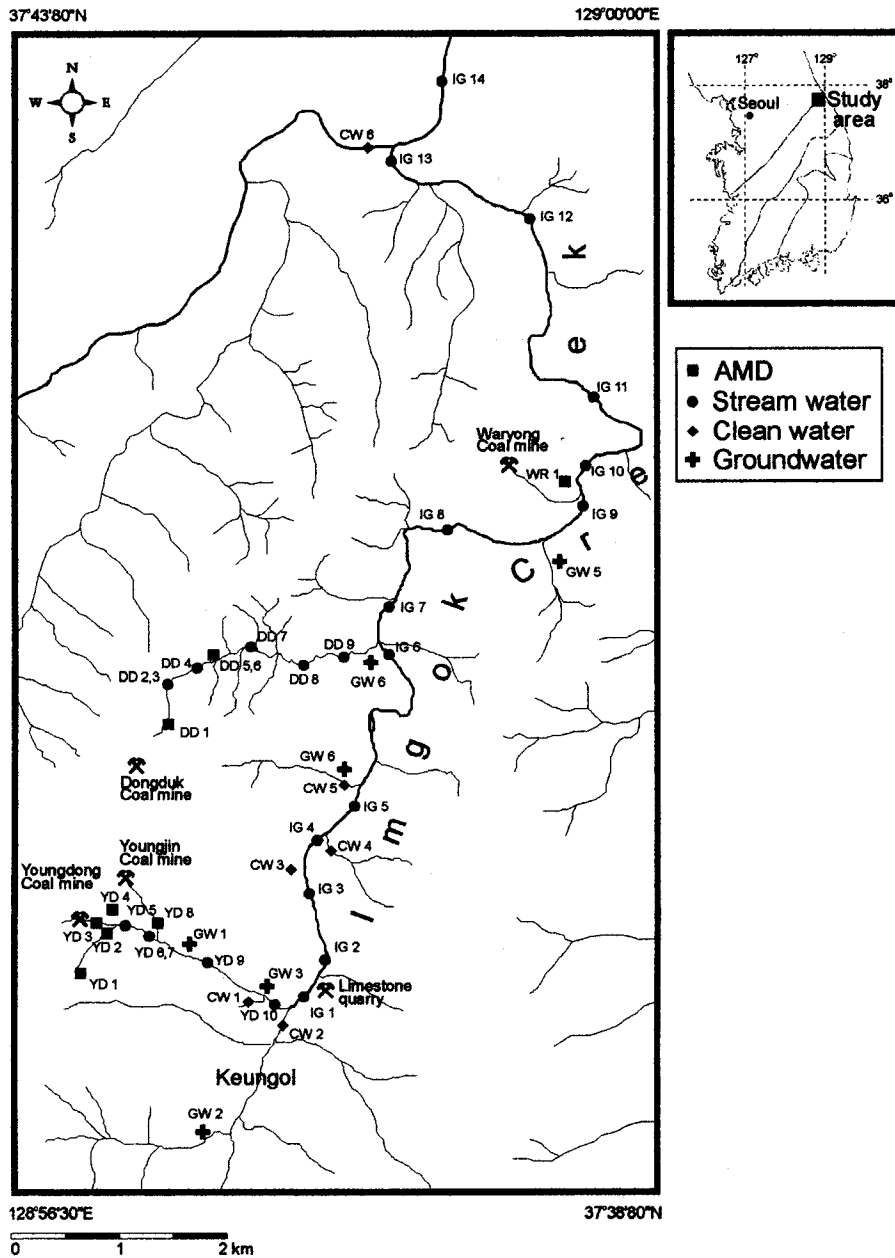 37°43'80"N
129°00'00"E
N
W
E
S
IG 14
CW 6
IG 13
IG 12
IG 11
Waryong
Coal mine
WR 1
IG 10
IG 9
IG 8
GW 5
IG 7
IG 6
DD 7
DD 9
DD 4
DD 5,6
DD 2,3
DD 8
GW 6
DD 1
Dongduk
Coal mine
GW 6
CW 5
IG 5
IG 4
CW 4
CW 3
IG 3
Youngjin
Coal mine
Youngdong
Coal mine
YD 4
YD 5
YD 8
YD 3
YD 2
YD 6,7
GW 1
IG 2
YD 9
YD 1
GW 3
Limestone
quarry
CW 1
YD 10
IG 1
CW 2
Keungol
GW 2
Imgok Creek
128°56'30"E
37°38'80"N
0 1 2 km
127°
129°
38°
Seoul
Study
area
36°
AMD
Stream water
Clean water
Groundwater